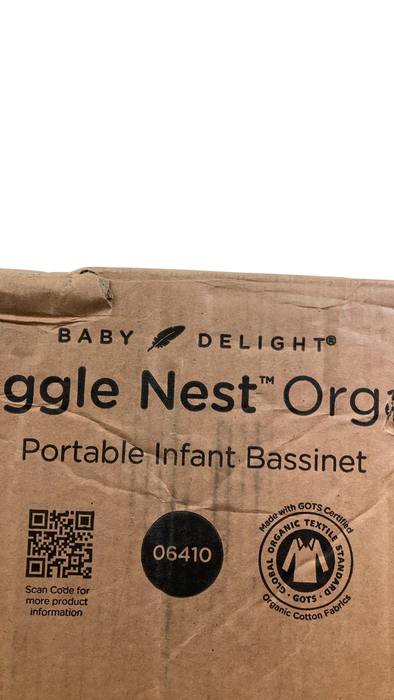 BABY DELIGHT®
ggle Nest™ Orga
Portable Infant Bassinet
Scan Code for
more product
information
06410
Made with GOTS Certified
GLOBAL ORGANIC TEXTILE STANDARD
· GOTS ·
Organic Cotton Fabrics